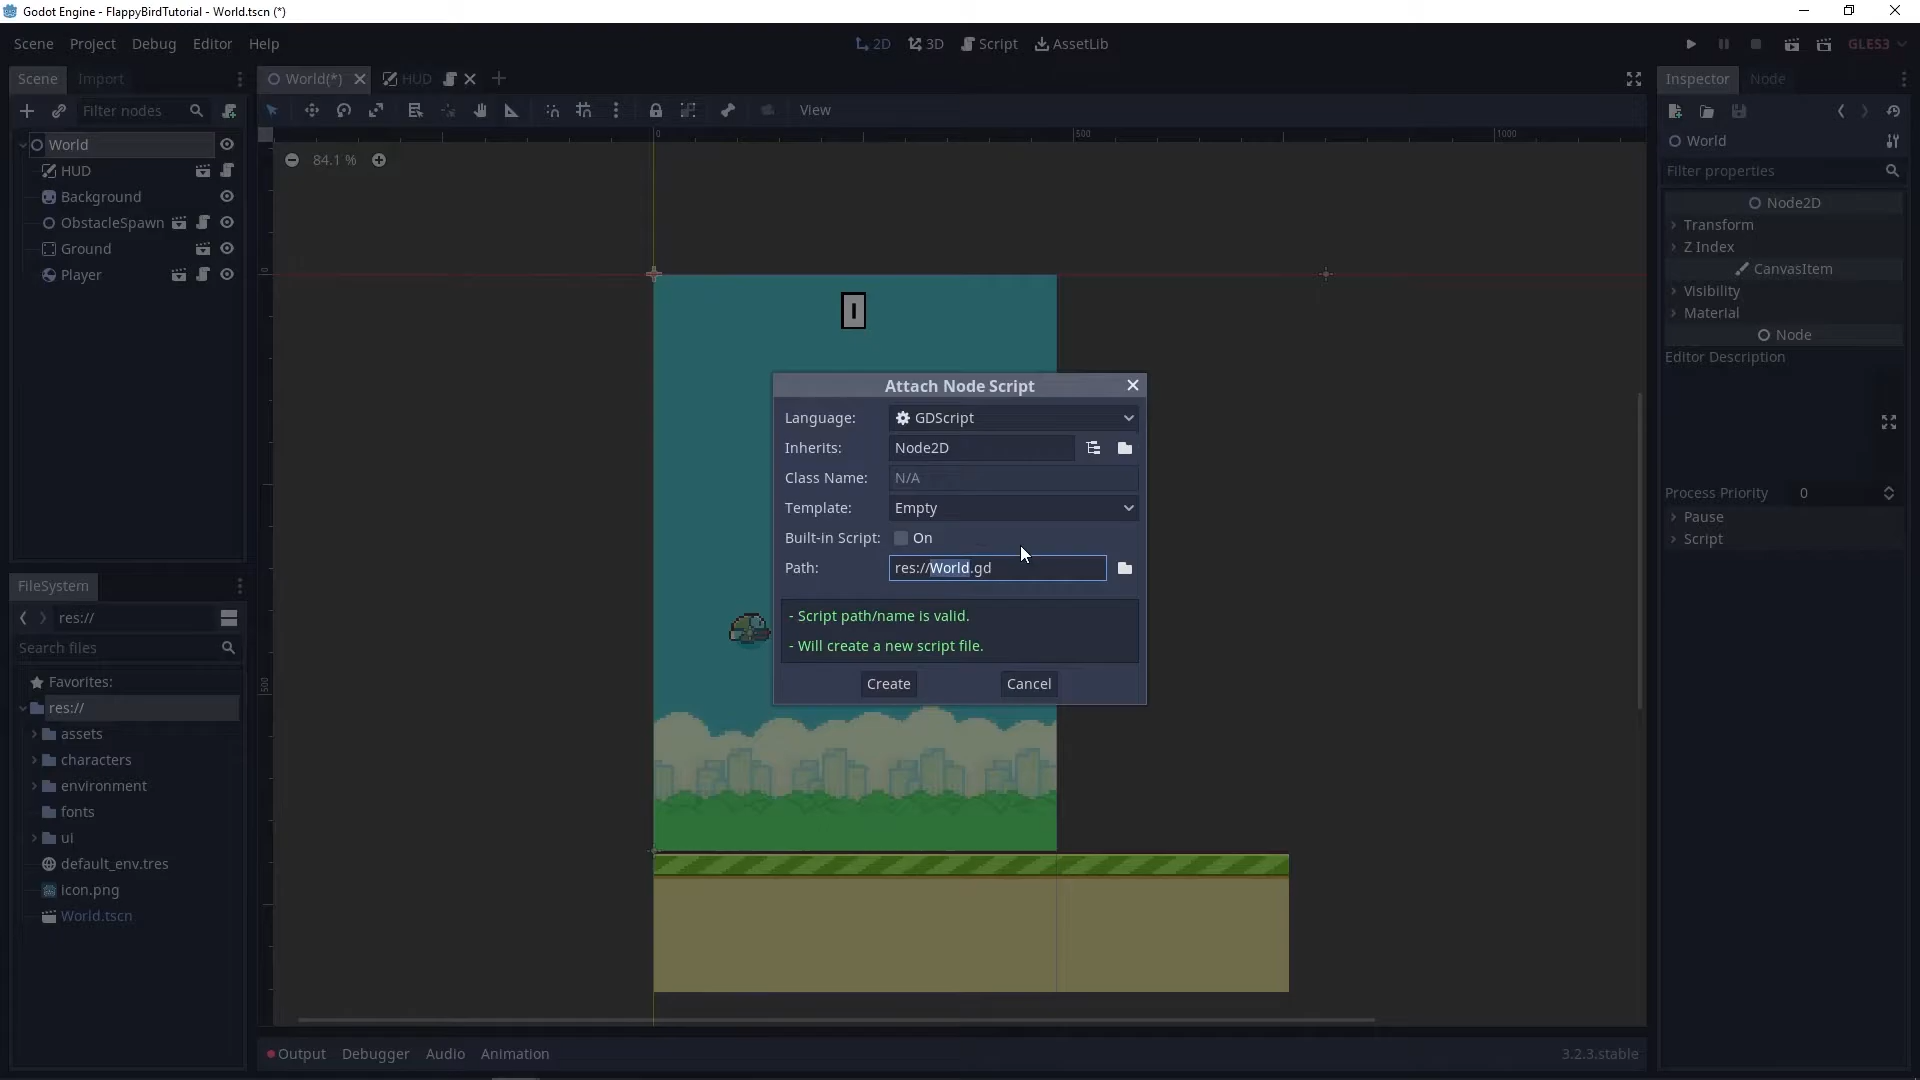 Godot Engine - FlappyBirdTutorial - World.tscn (*)
Scene Project Debug Editor Help
2D 3D Script AssetLib
GLES3
Scene Import
World(*) HUD
Inspector Node
Filter nodes
View
World
HUD
Background
ObstacleSpawn
Ground
Player
84.1 %
0
500
1000
0
500
World
Filter properties
Node2D
Transform
Z Index
CanvasItem
Visibility
Material
Node
Editor Description
Process Priority 0
Pause
Script
Attach Node Script
Language: GDScript
Inherits: Node2D
Class Name: N/A
Template: Empty
Built-in Script: On
Path: res://World.gd
- Script path/name is valid.
- Will create a new script file.
Create Cancel
FileSystem
res://
Search files
Favorites:
res://
assets
characters
environment
fonts
ui
default_env.tres
icon.png
World.tscn
Output Debugger Audio Animation
3.2.3.stable